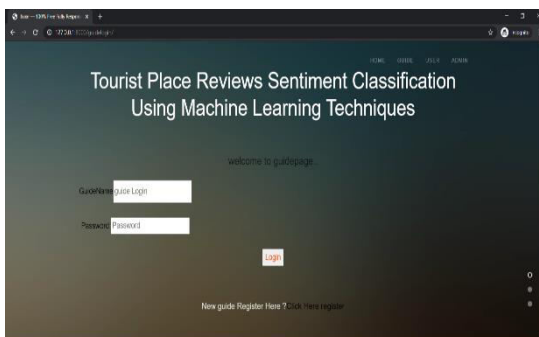 HOME GUIDE USER ADMIN
Tourist Place Reviews Sentiment Classification
Using Machine Learning Techniques
welcome to guidepage..
GuideName guide Login
Password Password
Login
New guide Register Here ?Click Here register